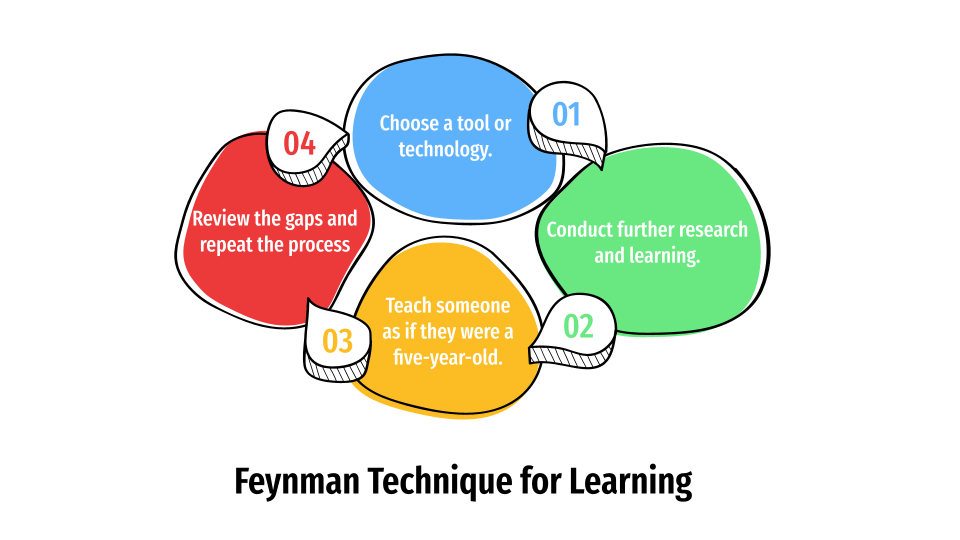 01
Choose a tool or
technology.
02
Conduct further research
and learning.
03
Teach someone
as if they were a
five-year-old.
04
Review the gaps and
repeat the process
Feynman Technique for Learning